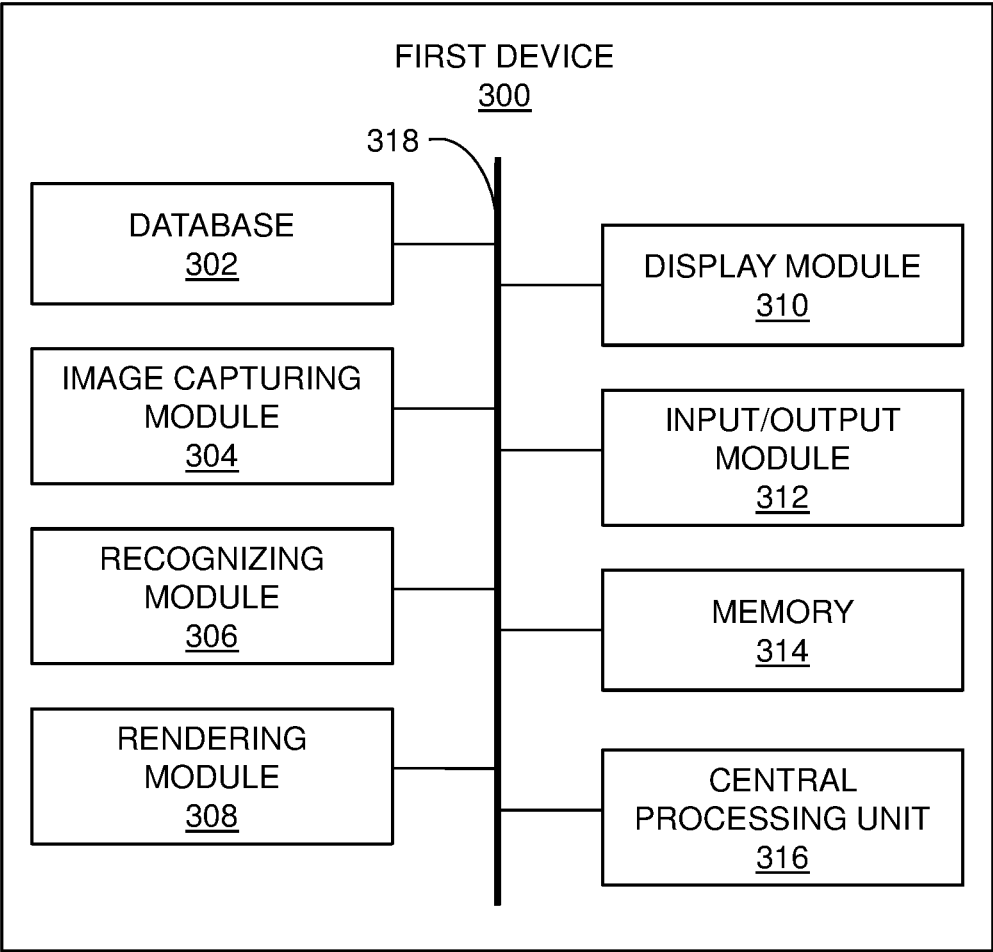 FIRST DEVICE
300
318
DATABASE
302
IMAGE CAPTURING
MODULE
304
RECOGNIZING
MODULE
306
RENDERING
MODULE
308
DISPLAY MODULE
310
INPUT/OUTPUT
MODULE
312
MEMORY
314
CENTRAL
PROCESSING UNIT
316